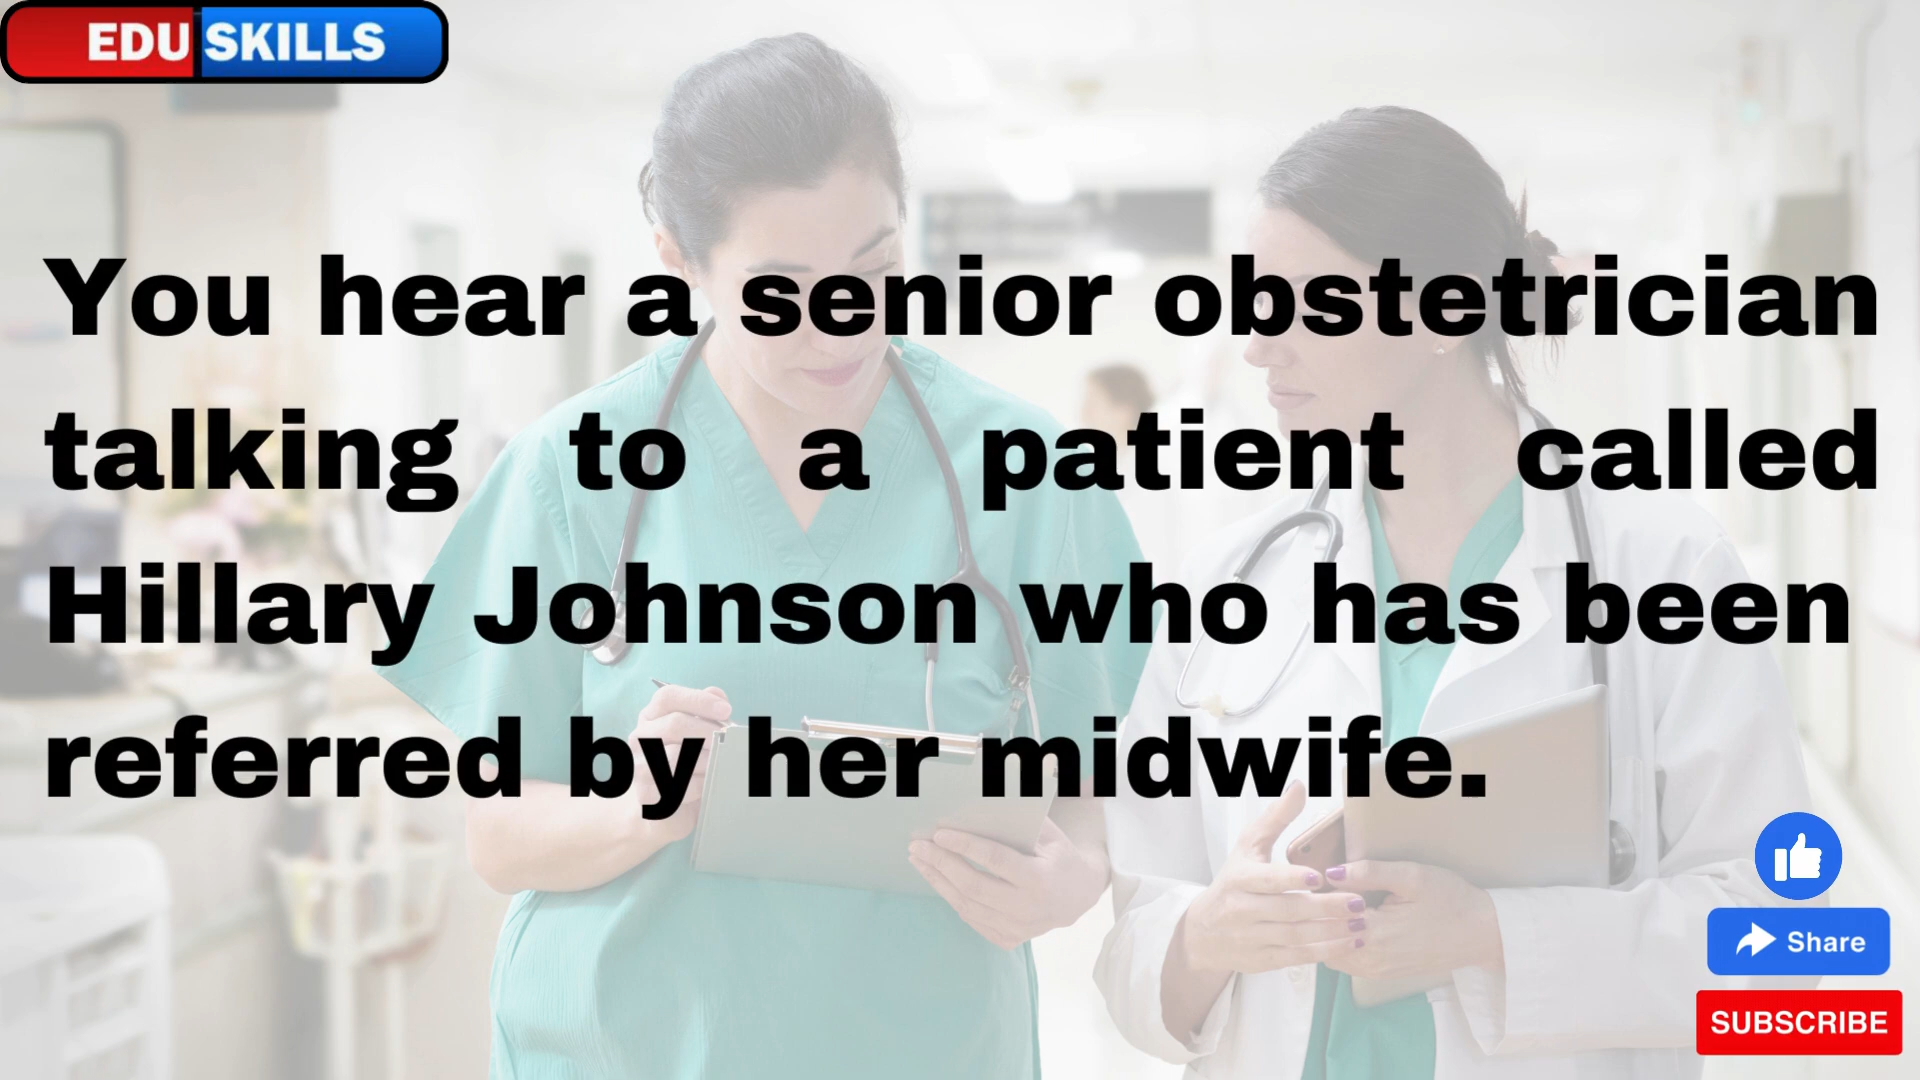 EDU SKILLS
You hear a senior obstetrician
talking to a patient called
Hillary Johnson who has been
referred by her midwife.
Share
SUBSCRIBE